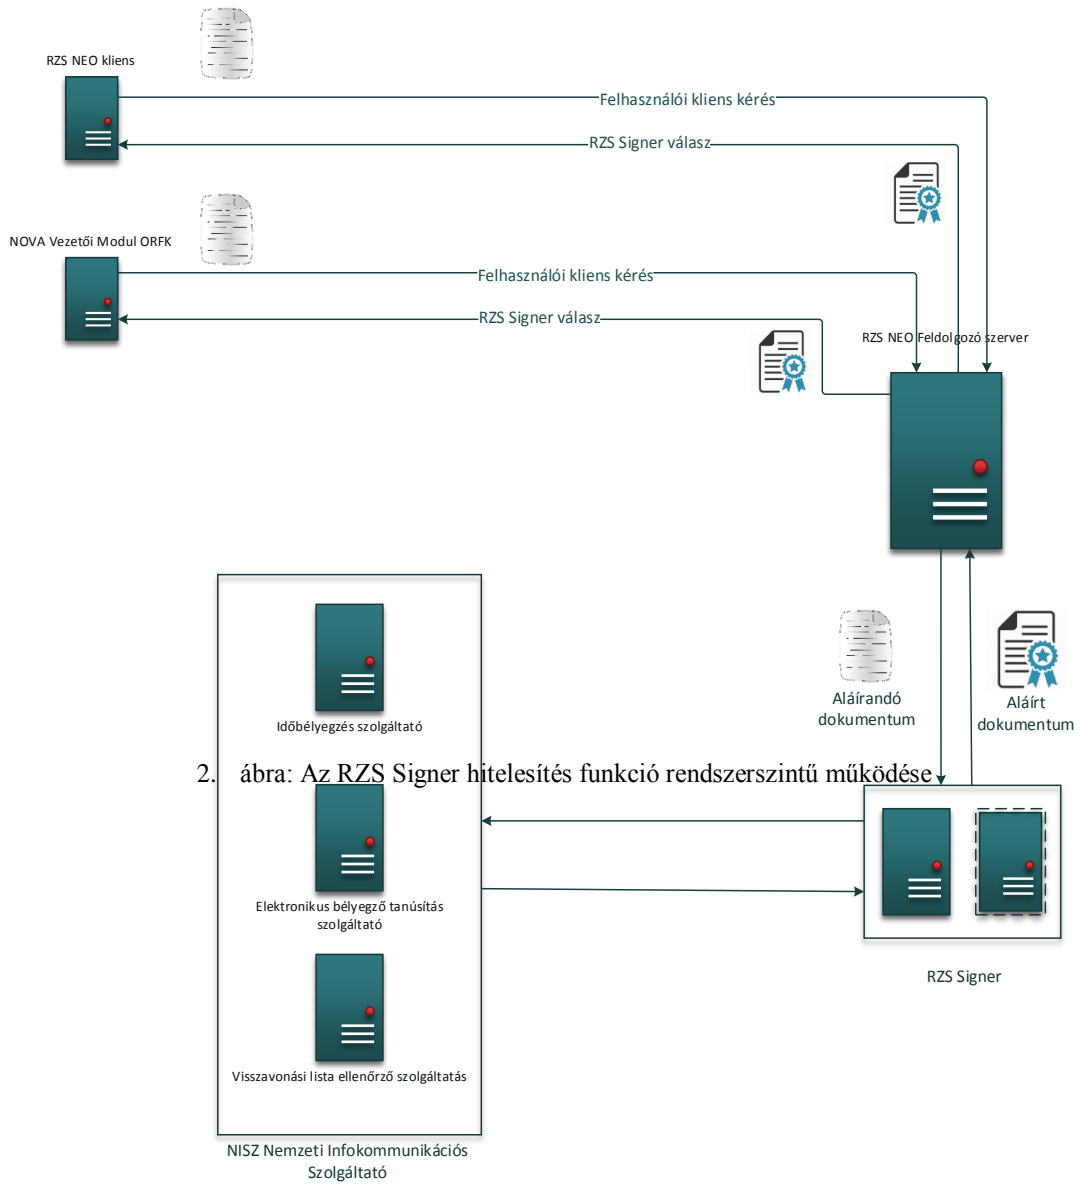 RZS NEO kliens
Felhasználói kliens kérés
RZS Signer válasz
NOVA Vezetői Modul ORFK
Felhasználói kliens kérés
RZS Signer válasz
RZS NEO Feldolgozó szerver
Aláírandó
dokumentum
Aláírt
dokumentum
Időbélyegzés szolgáltató
2. ábra: Az RZS Signer hitelesítés funkció rendszerszintű működése
Elektronikus bélyegző tanúsítás
szolgáltató
RZS Signer
Visszavonási lista ellenőrző szolgáltatás
NISZ Nemzeti Infokommunikációs
Szolgáltató